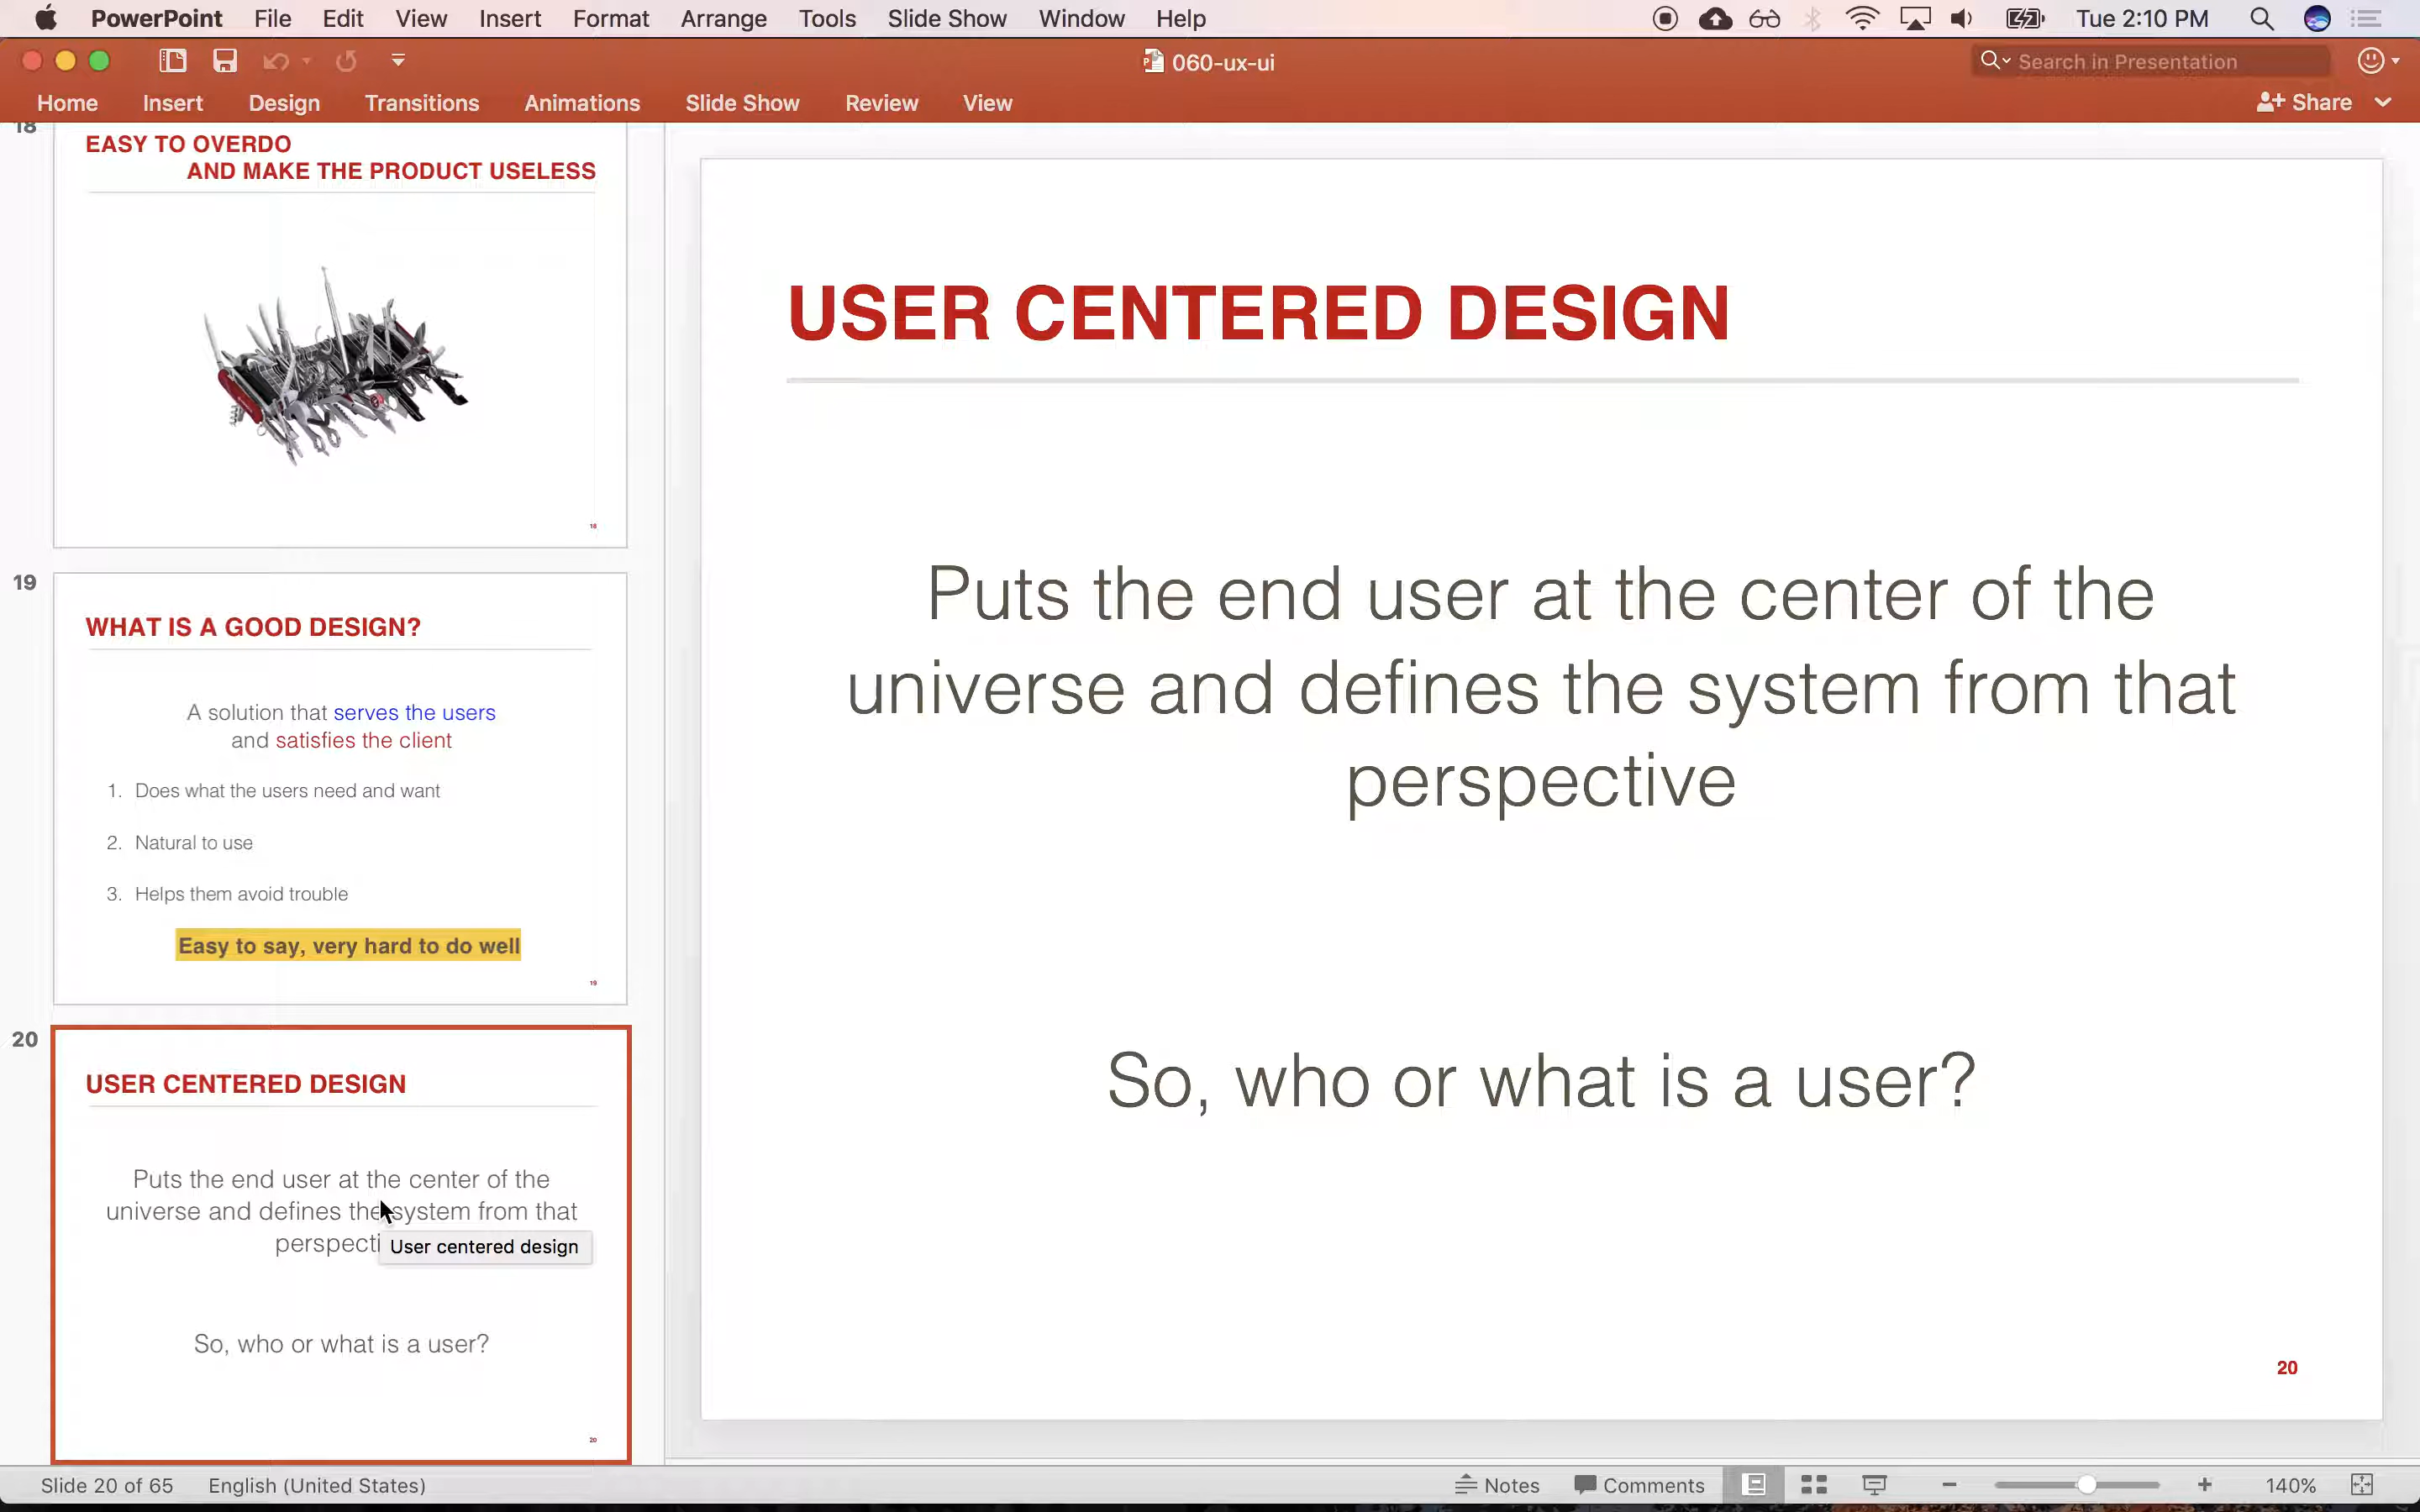 PowerPoint File Edit View Insert Format Arrange Tools Slide Show Window Help Tue 2:10 PM
060-ux-ui Search in Presentation
Home Insert Design Transitions Animations Slide Show Review View Share
18
EASY TO OVERDO
AND MAKE THE PRODUCT USELESS
18
19
WHAT IS A GOOD DESIGN?
A solution that serves the users
and satisfies the client
1. Does what the users need and want
2. Natural to use
3. Helps them avoid trouble
Easy to say, very hard to do well
19
20
USER CENTERED DESIGN
Puts the end user at the center of the
universe and defines the system from that
perspecti
User centered design
So, who or what is a user?
20
USER CENTERED DESIGN
Puts the end user at the center of the
universe and defines the system from that
perspective
So, who or what is a user?
20
Slide 20 of 65 English (United States) Notes Comments 140%